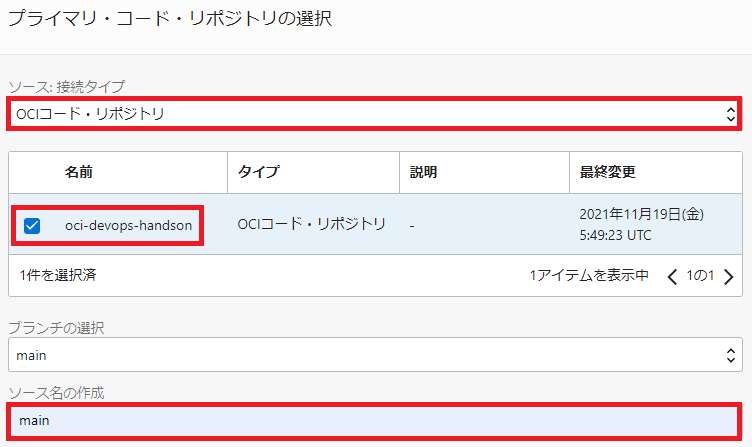 プライマリ・コード・リポジトリの選択
ソース: 接続タイプ
OCIコード・リポジトリ
名前 タイプ 説明 最終変更
oci-devops-handson OCIコード・リポジトリ - 2021年11月19日(金)
5:49:23 UTC
1件を選択済 1アイテムを表示中 1の1
ブランチの選択
main
ソース名の作成
main